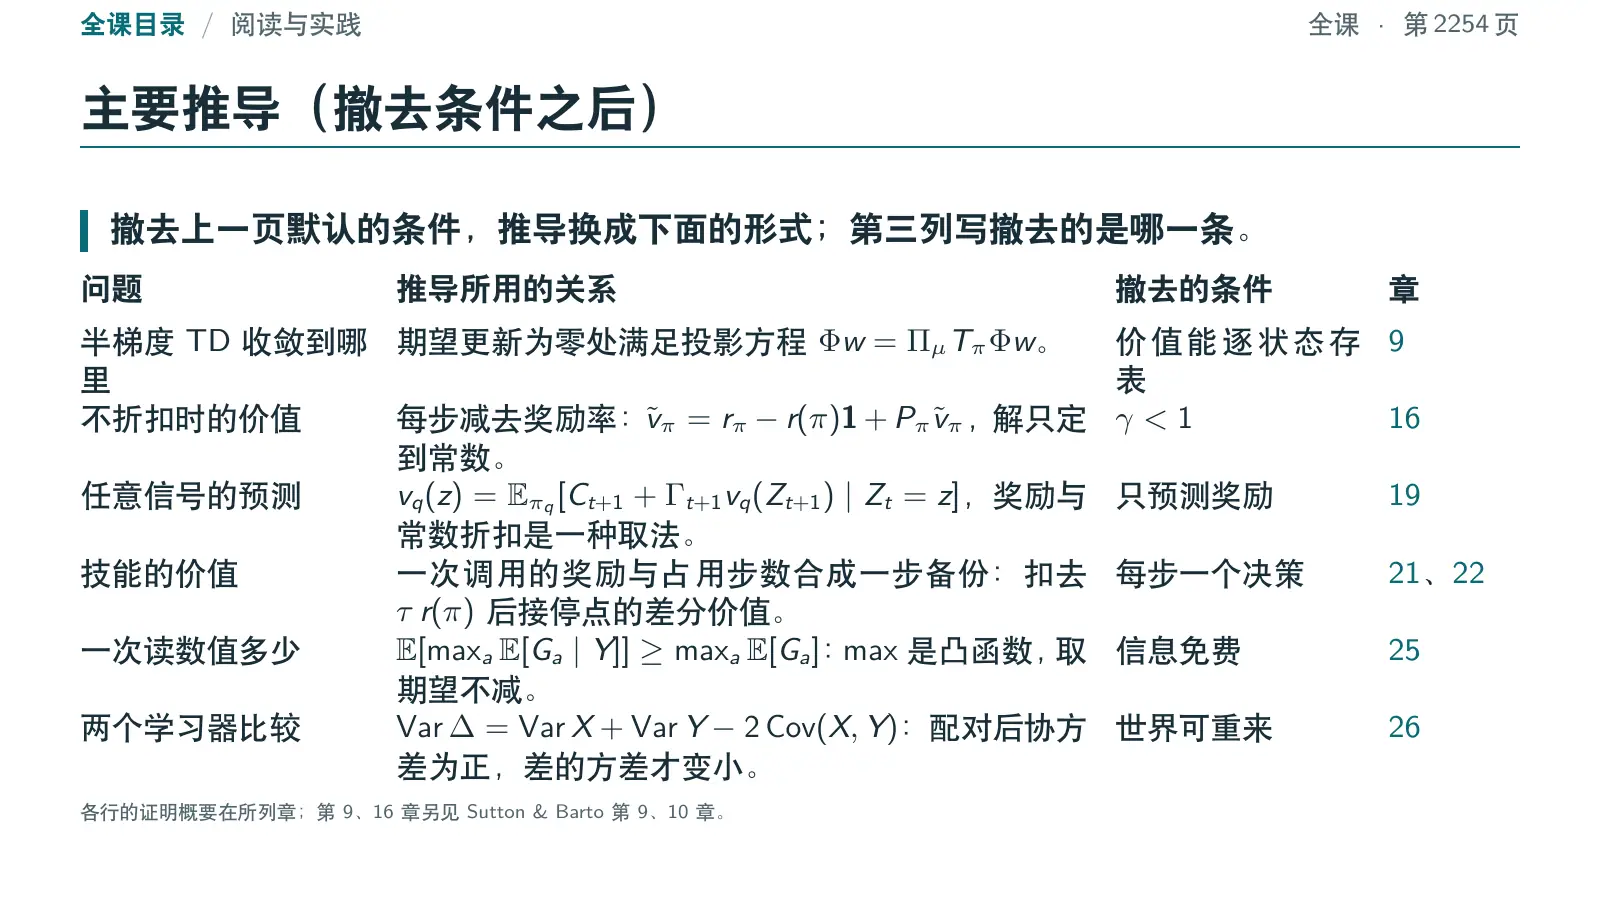 全课目录 / 阅读与实践
全课 · 第 2254 页
主要推导（撤去条件之后）
撤去上一页默认的条件，推导换成下面的形式；第三列写撤去的是哪一条。
问题 推导所用的关系 撤去的条件 章
半梯度 TD 收敛到哪里 期望更新为零处满足投影方程 Φw = Π_μ T_π Φw。 价值能逐状态存表 9
不折扣时的价值 每步减去奖励率：ṽ_π = r_π − r(π)𝟏 + P_π ṽ_π，解只定到常数。 γ < 1 16
任意信号的预测 v_q(z) = 𝔼_{π_q}[C_{t+1} + Γ_{t+1} v_q(Z_{t+1}) | Z_t = z]，奖励与常数折扣是一种取法。 只预测奖励 19
技能的价值 一次调用的奖励与占用步数合成一步备份：扣去 τ r(π) 后接停点的差分价值。 每步一个决策 21、22
一次读数值多少 𝔼[max_a 𝔼[G_a | Y]] ≥ max_a 𝔼[G_a]：max 是凸函数，取期望不减。 信息免费 25
两个学习器比较 Var Δ = Var X + Var Y − 2 Cov(X, Y)：配对后协方差为正，差的方差才变小。 世界可重来 26
各行的证明概要在所列章；第 9、16 章另见 Sutton & Barto 第 9、10 章。